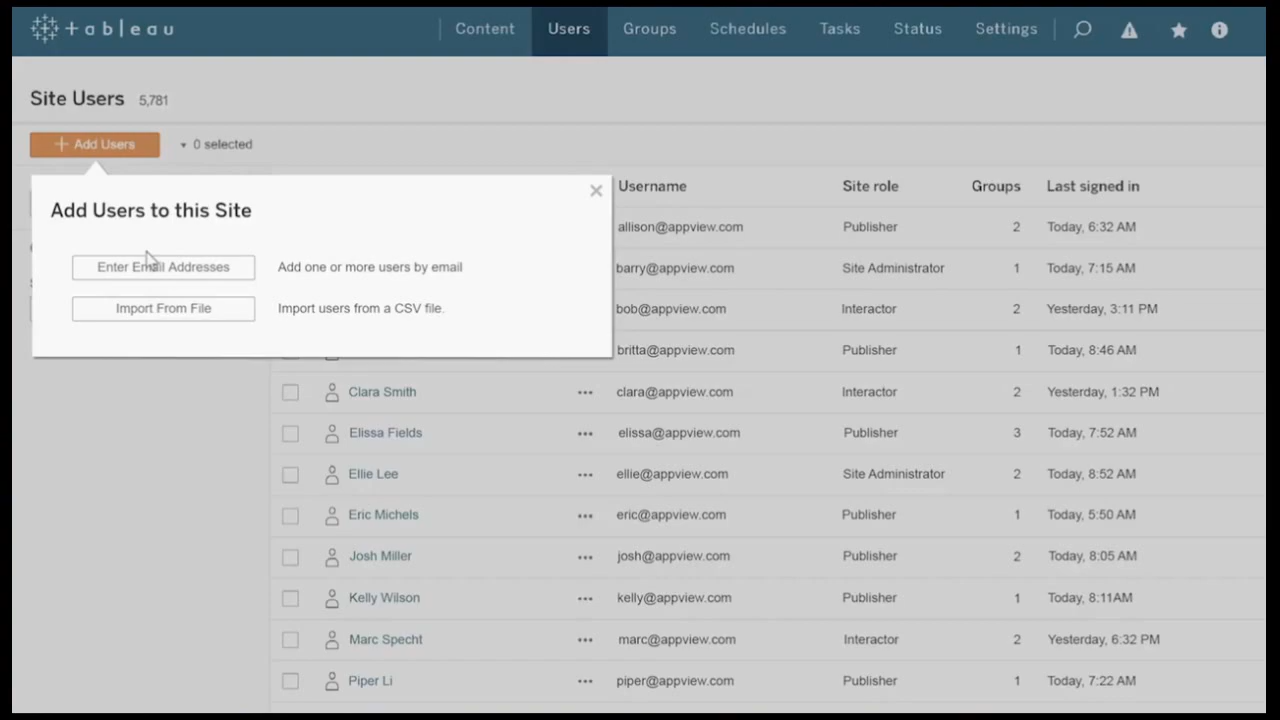 + a b | e a u Content Users Groups Schedules Tasks Status Settings
Site Users 5,781
+ Add Users 0 selected
Username Site role Groups Last signed in
Add Users to this Site
allison@appview.com Publisher 2 Today, 6:32 AM
Enter Email Addresses Add one or more users by email barry@appview.com Site Administrator 1 Today, 7:15 AM
Import From File Import users from a CSV file. bob@appview.com Interactor 2 Yesterday, 3:11 PM
britta@appview.com Publisher 1 Today, 8:46 AM
Clara Smith ••• clara@appview.com Interactor 2 Yesterday, 1:32 PM
Elissa Fields ••• elissa@appview.com Publisher 3 Today, 7:52 AM
Ellie Lee ••• ellie@appview.com Site Administrator 2 Today, 8:52 AM
Eric Michels ••• eric@appview.com Publisher 1 Today, 5:50 AM
Josh Miller ••• josh@appview.com Publisher 2 Today, 8:05 AM
Kelly Wilson ••• kelly@appview.com Publisher 1 Today, 8:11AM
Marc Specht ••• marc@appview.com Interactor 2 Yesterday, 6:32 PM
Piper Li ••• piper@appview.com Publisher 1 Today, 7:22 AM